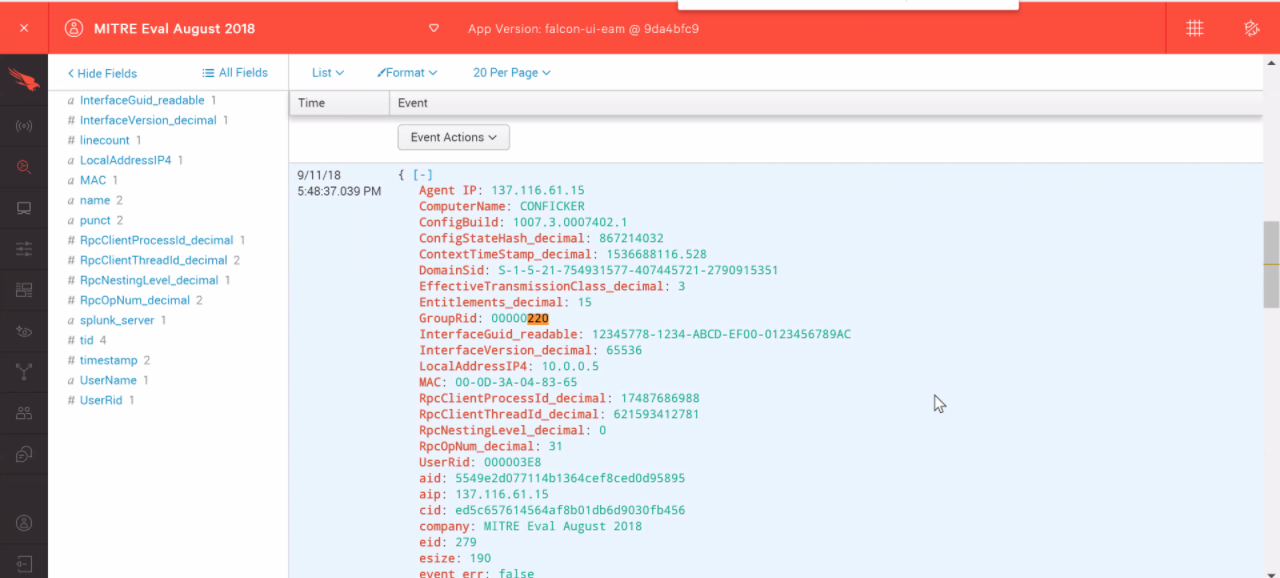 MITRE Eval August 2018
App Version: falcon-ui-eam @ 9da4bfc9
Hide Fields
All Fields
List
Format
20 Per Page
a InterfaceGuid_readable 1
# InterfaceVersion_decimal 1
# linecount 1
a LocalAddressIP4 1
a MAC 1
a name 2
a punct 2
# RpcClientProcessId_decimal 1
# RpcClientThreadId_decimal 2
# RpcNestingLevel_decimal 1
# RpcOpNum_decimal 2
a splunk_server 1
# tid 4
# timestamp 2
a UserName 1
# UserRid 1
Time
Event
Event Actions
9/11/18
5:48:37.039 PM
{ [-]
Agent IP: 137.116.61.15
ComputerName: CONFICKER
ConfigBuild: 1007.3.0007402.1
ConfigStateHash_decimal: 867214032
ContextTimeStamp_decimal: 1536688116.528
DomainSid: S-1-5-21-754931577-407445721-2790915351
EffectiveTransmissionClass_decimal: 3
Entitlements_decimal: 15
GroupRid: 00000220
InterfaceGuid_readable: 12345778-1234-ABCD-EF00-0123456789AC
InterfaceVersion_decimal: 65536
LocalAddressIP4: 10.0.0.5
MAC: 00-0D-3A-04-83-65
RpcClientProcessId_decimal: 17487686988
RpcClientThreadId_decimal: 621593412781
RpcNestingLevel_decimal: 0
RpcOpNum_decimal: 31
UserRid: 000003E8
aid: 5549e2d077114b1364cef8ced0d95895
aip: 137.116.61.15
cid: ed5c657614564af8b01db6d9030fb456
company: MITRE Eval August 2018
eid: 279
esize: 190
event_err: false